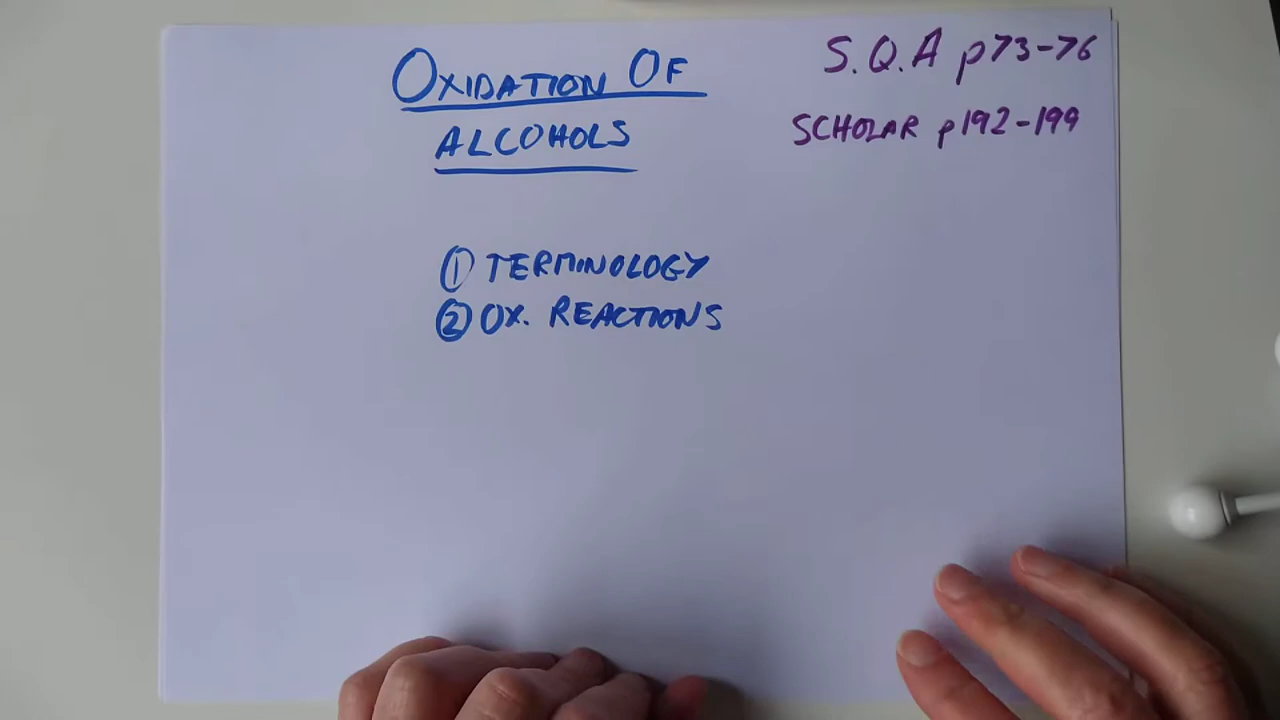 OXIDATION OF
ALCOHOLS
S.Q.A p73-76
SCHOLAR p192-199
① TERMINOLOGY
② OX. REACTIONS